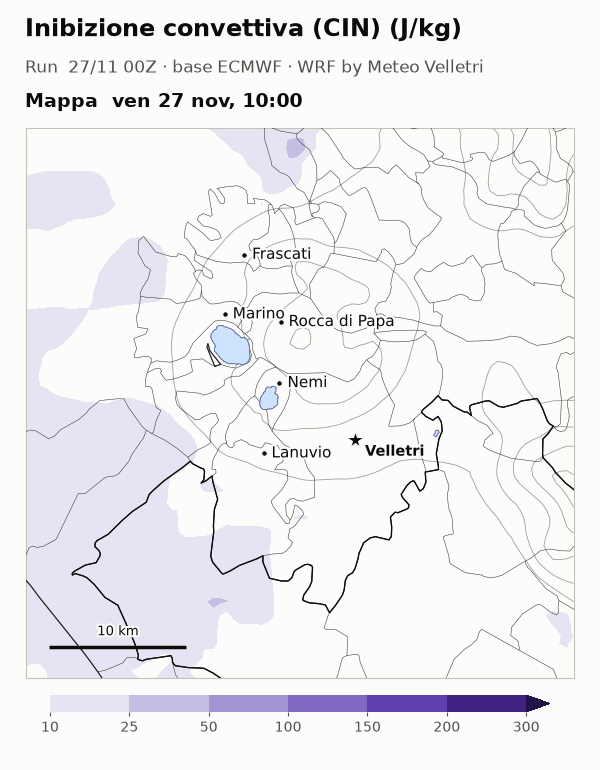 Inibizione convettiva (CIN) (J/kg)
Run  27/11 00Z · base ECMWF · WRF by Meteo Velletri
Mappa  ven 27 nov, 10:00
Frascati
Marino
Rocca di Papa
Nemi
Velletri
Lanuvio
10 km
10 25 50 100 150 200 300